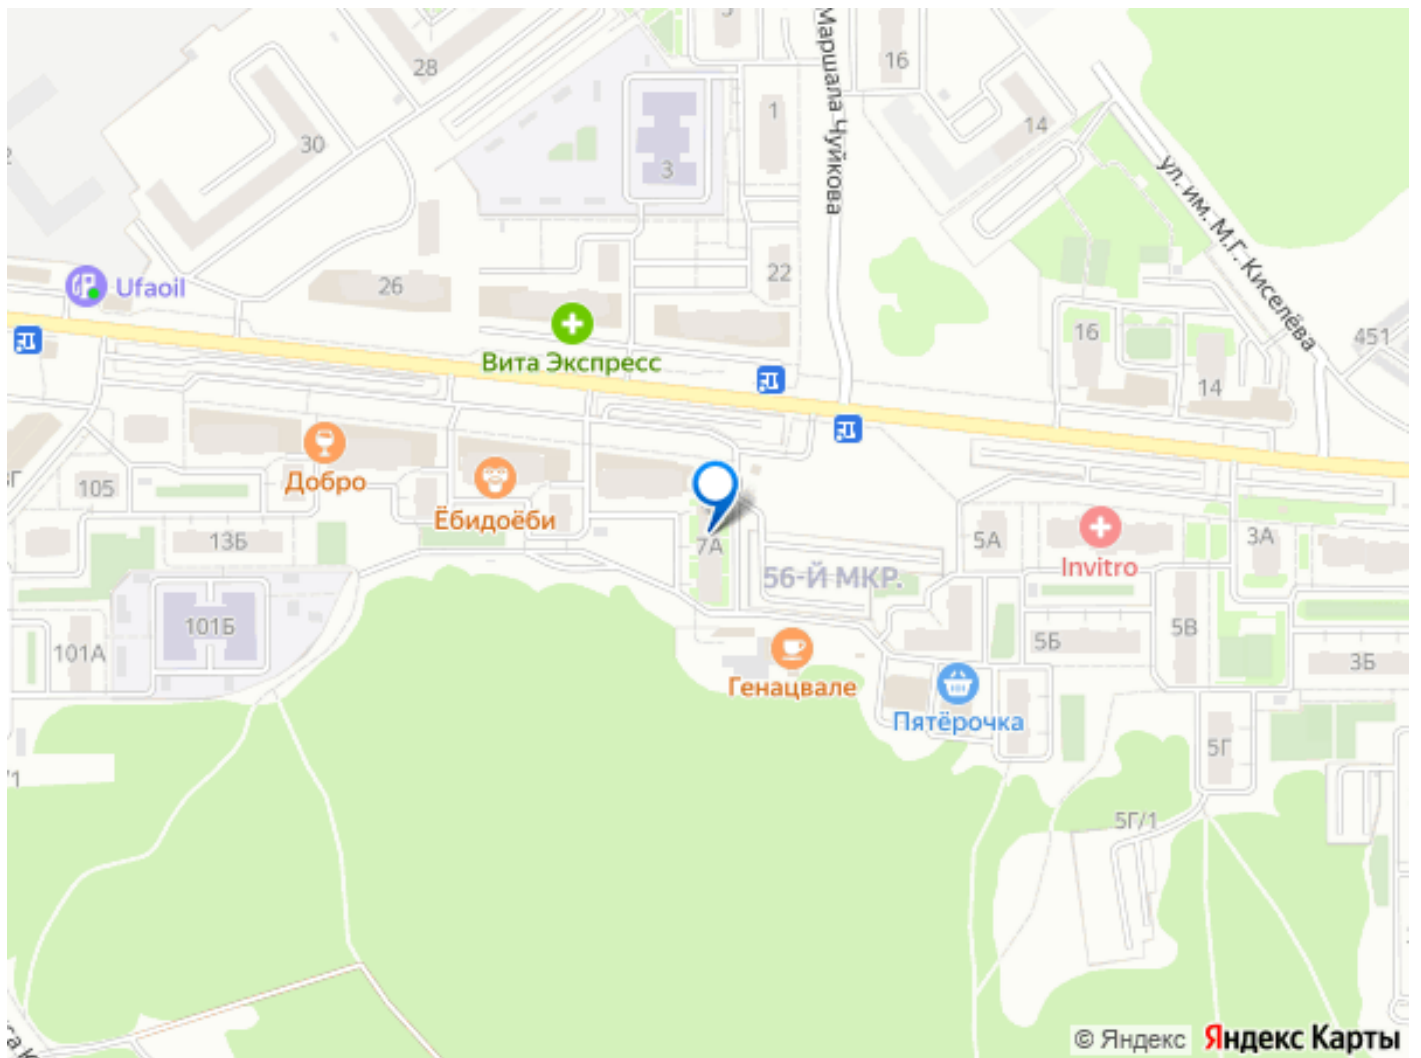 28
16
Маршала Чуйкова
1
14
30
3
ул. им. М.Г. Киселёва
22
26
Ufaoil
Вита Экспресс
16
451
14
Добро
105
Ёбидоёби
13Б
7А
5А
Invitro
3А
56-Й МКР.
101Б
101А
5Б
5В
3Б
Генацвале
Пятёрочка
5Г
5Г/1
© Яндекс Яндекс Карты